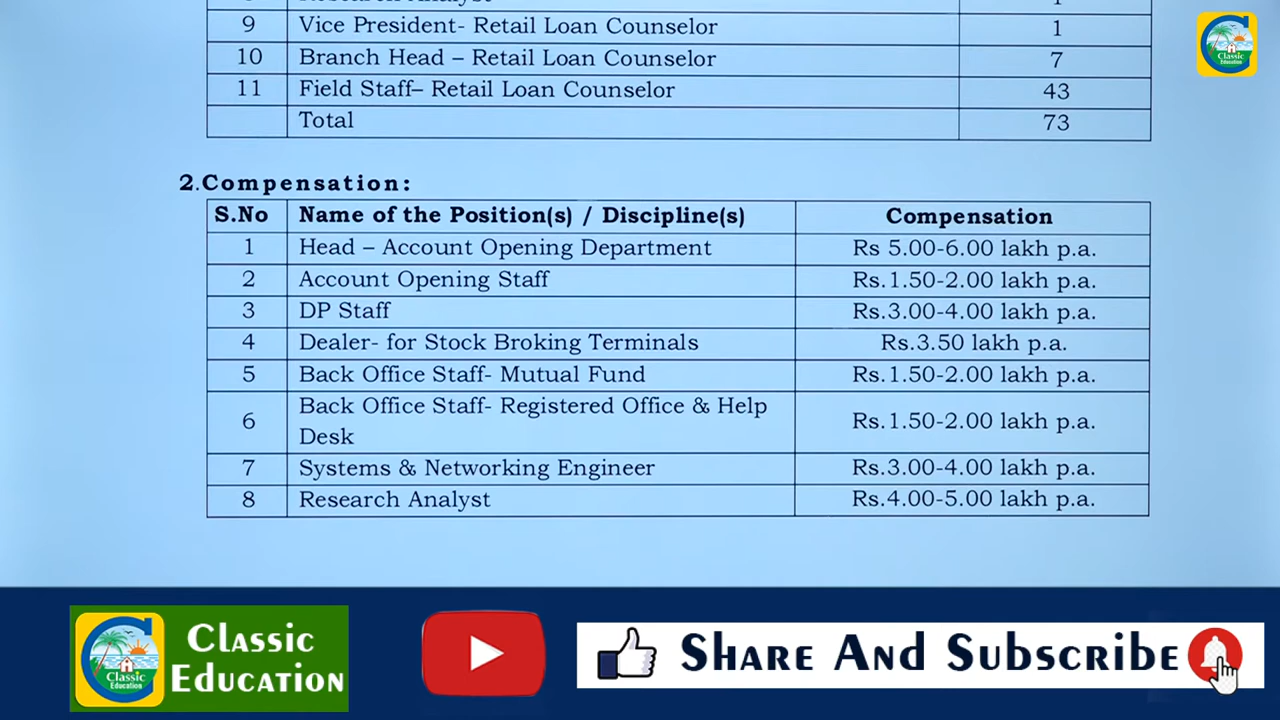 9 Vice President- Retail Loan Counselor 1
10 Branch Head – Retail Loan Counselor 7
11 Field Staff– Retail Loan Counselor 43
Total 73
2.Compensation:
S.No Name of the Position(s) / Discipline(s) Compensation
1 Head – Account Opening Department Rs 5.00-6.00 lakh p.a.
2 Account Opening Staff Rs.1.50-2.00 lakh p.a.
3 DP Staff Rs.3.00-4.00 lakh p.a.
4 Dealer- for Stock Broking Terminals Rs.3.50 lakh p.a.
5 Back Office Staff- Mutual Fund Rs.1.50-2.00 lakh p.a.
6 Back Office Staff- Registered Office & Help
Desk Rs.1.50-2.00 lakh p.a.
7 Systems & Networking Engineer Rs.3.00-4.00 lakh p.a.
8 Research Analyst Rs.4.00-5.00 lakh p.a.
Classic
Education
Classic
Education
Classic
Education
Share And Subscribe